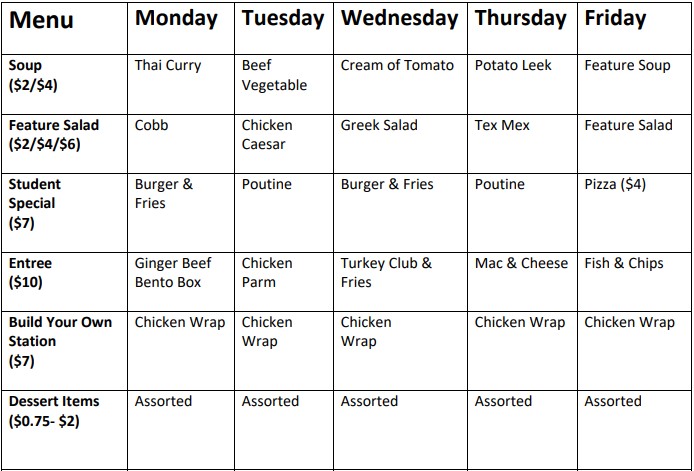 Menu Monday Tuesday Wednesday Thursday Friday
Soup Thai Curry Beef Cream of Tomato Potato Leek Feature Soup
($2/$4) Vegetable
Feature Salad Cobb Chicken Greek Salad Tex Mex Feature Salad
($2/$4/$6) Caesar
Student Burger & Poutine Burger & Fries Poutine Pizza ($4)
Special Fries
($7)
Entree Ginger Beef Chicken Turkey Club & Mac & Cheese Fish & Chips
($10) Bento Box Parm Fries
Build Your Own Chicken Wrap Chicken Chicken Chicken Wrap Chicken Wrap
Station Wrap Wrap
($7)
Dessert Items Assorted Assorted Assorted Assorted Assorted
($0.75- $2)